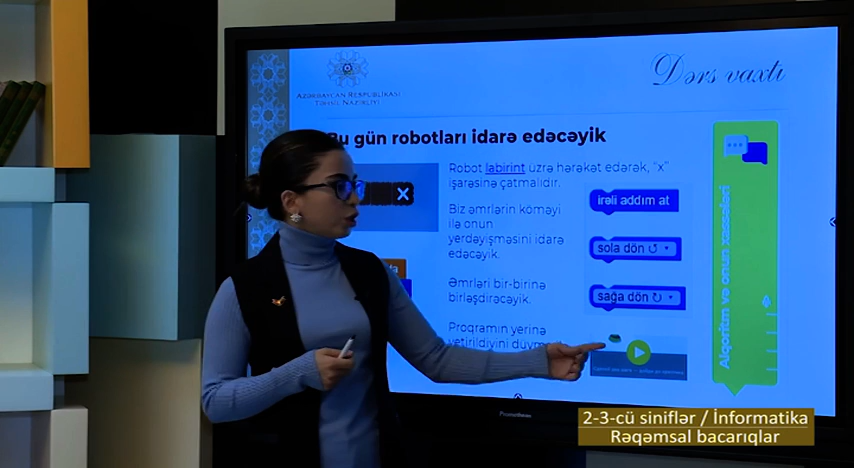 AZƏRBAYCAN RESPUBLİKASI
TƏHSİL NAZİRLİYİ
Dərs vaxtı
Bu gün robotları idarə edəcəyik
Robot labirint üzrə hərəkət edərək, "x"
işarəsinə çatmalıdır.
Biz əmrlərin köməyi
ilə onun
yerdəyişməsini idarə
edəcəyik.
Əmrləri bir-birinə
birləşdirəcəyik.
Proqramın yerinə
yetirildiyini
irəli addım at
sola dön
sağa dön
Alqoritm və onun xassələri
Promethean
2-3-cü siniflər / İnformatika
Rəqəmsal bacarıqlar